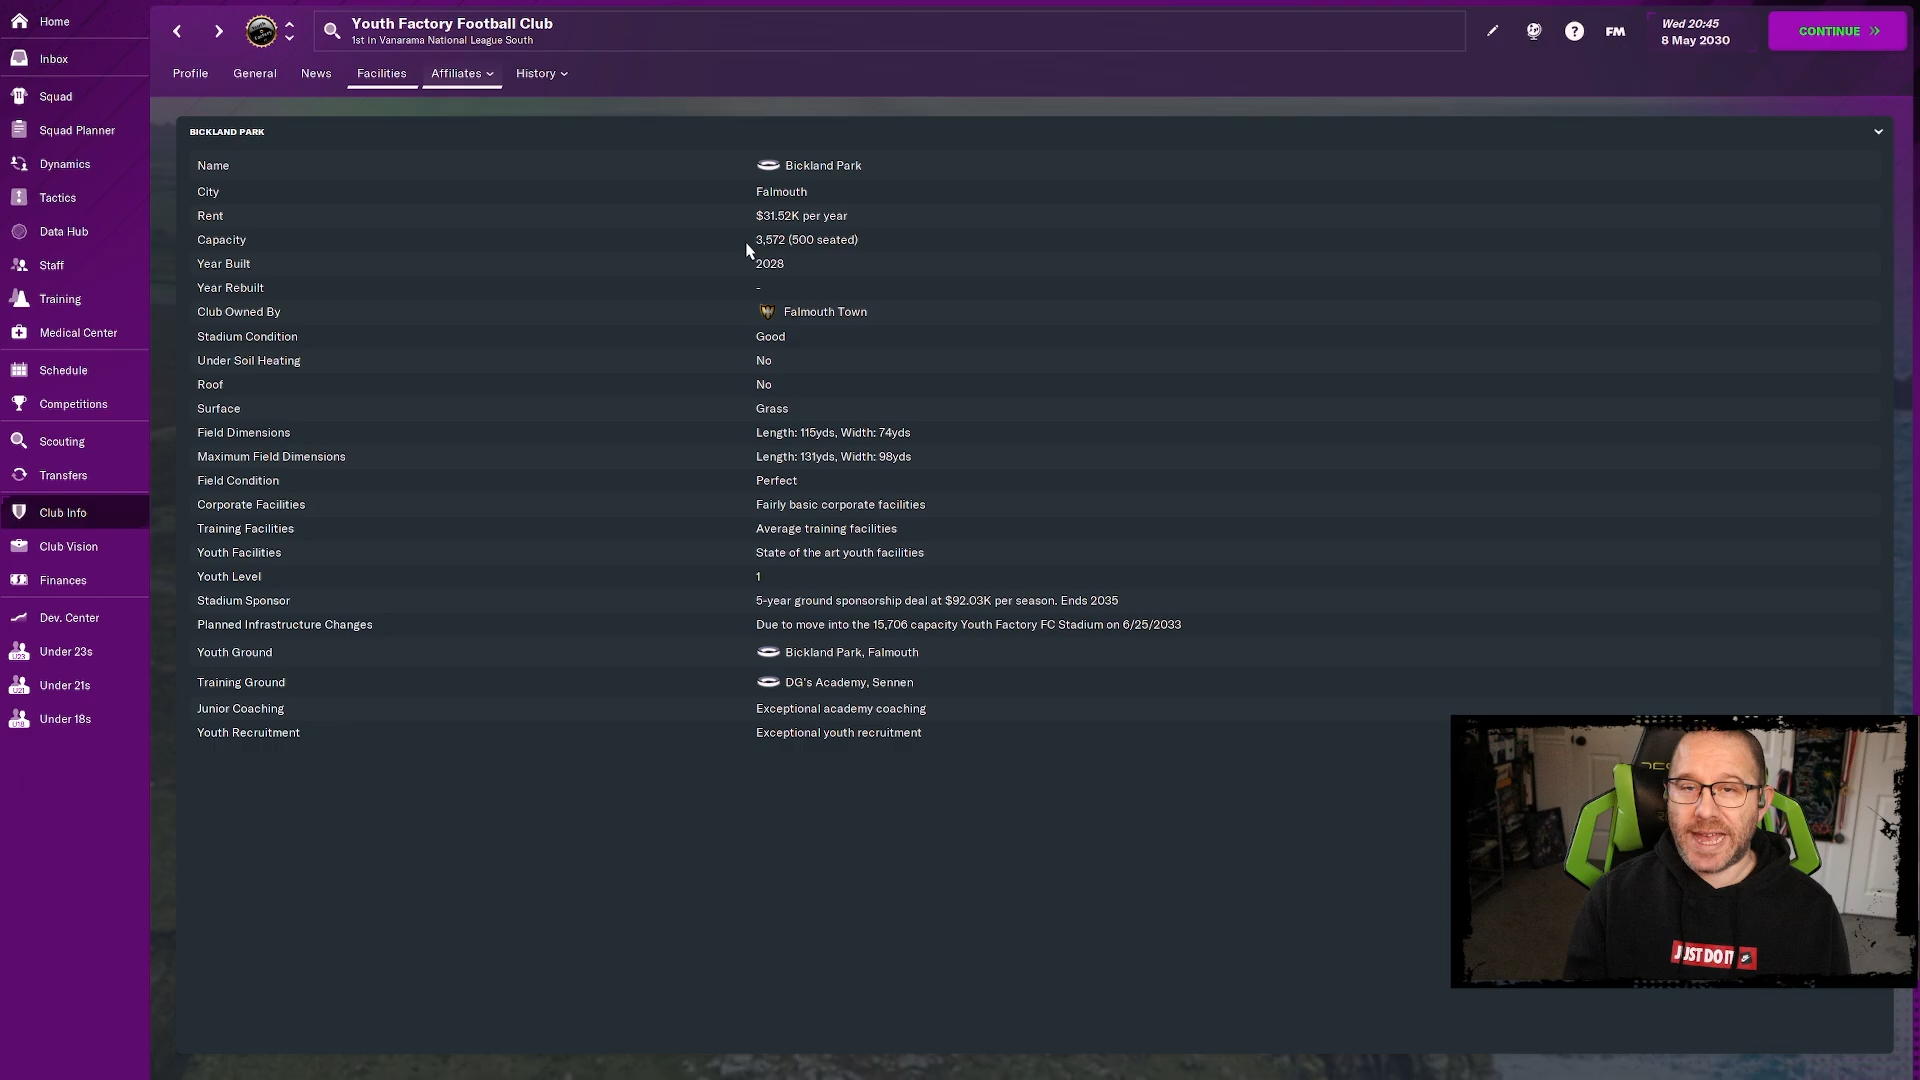 Home
Inbox
Squad
Squad Planner
Dynamics
Tactics
Data Hub
Staff
Training
Medical Center
Schedule
Competitions
Scouting
Transfers
Club Info
Club Vision
Finances
Dev. Center
Under 23s
Under 21s
Under 18s
Youth Factory Football Club
1st in Vanarama National League South
FM
Wed 20:45
8 May 2030
CONTINUE
Profile General News Facilities Affiliates History
BICKLAND PARK
Name Bickland Park
City Falmouth
Rent $31.52K per year
Capacity 3,572 (500 seated)
Year Built 2028
Year Rebuilt -
Club Owned By Falmouth Town
Stadium Condition Good
Under Soil Heating No
Roof No
Surface Grass
Field Dimensions Length: 115yds, Width: 74yds
Maximum Field Dimensions Length: 131yds, Width: 98yds
Field Condition Perfect
Corporate Facilities Fairly basic corporate facilities
Training Facilities Average training facilities
Youth Facilities State of the art youth facilities
Youth Level 1
Stadium Sponsor 5-year ground sponsorship deal at $92.03K per season. Ends 2035
Planned Infrastructure Changes Due to move into the 15,706 capacity Youth Factory FC Stadium on 6/25/2033
Youth Ground Bickland Park, Falmouth
Training Ground DG's Academy, Sennen
Junior Coaching Exceptional academy coaching
Youth Recruitment Exceptional youth recruitment
JUST DO IT